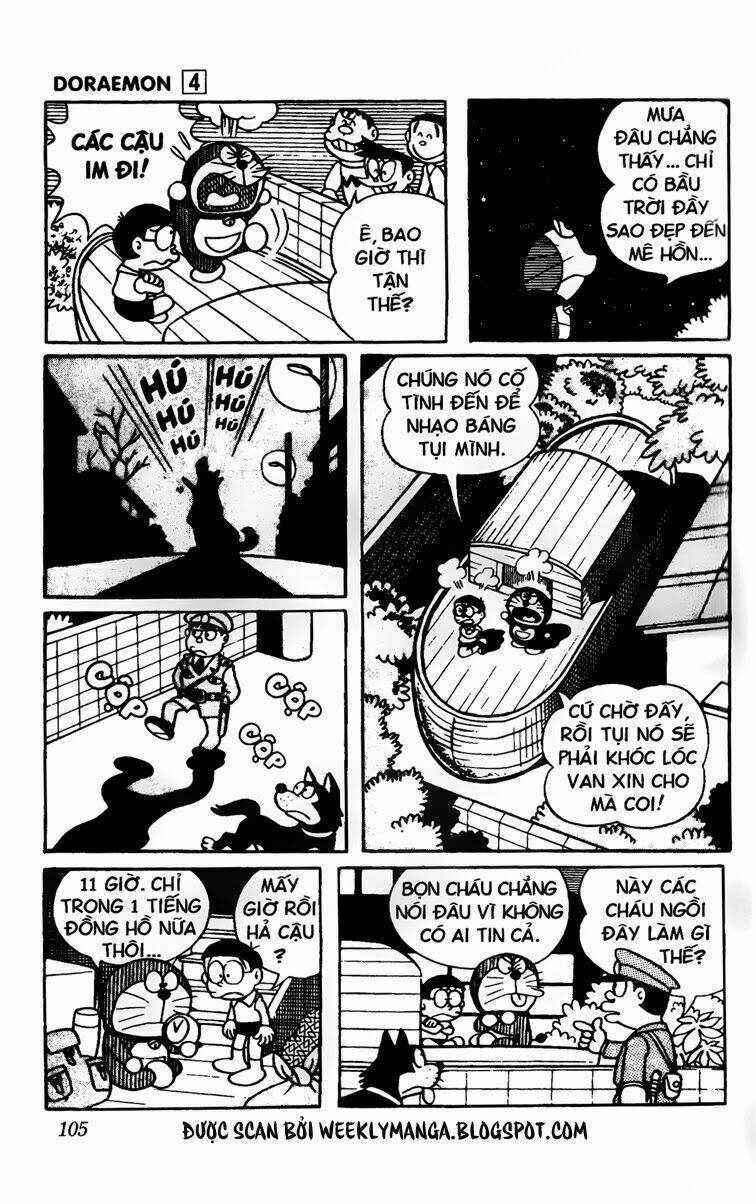 DORAEMON 4
CÁC CẬU
IM ĐI!
Ê, BAO
GIỜ THÌ
TẬN
THẾ?
MƯA
ĐÂU CHẲNG
THẤY... CHỈ
CÓ BẦU
TRỜI ĐẦY
SAO ĐẸP ĐẾN
MÊ HỒN...
HÚ
HÚ
HÚ
HÚ
HÚ
HÚ
CHÚNG NÓ CỐ
TÌNH ĐẾN ĐỂ
NHẠO BÁNG
TỤI MÌNH.
CỨ CHỜ ĐẤY,
RỒI TỤI NÓ SẼ
PHẢI KHÓC LÓC
VAN XIN CHO
MÀ COI!
CỘP
CỘP
CỘP
CỘP
11 GIỜ. CHỈ
TRONG 1 TIẾNG
ĐỒNG HỒ NỮA
THÔI...
MẤY
GIỜ RỒI
HẢ CẬU
?
BỌN CHÁU CHẲNG
NÓI ĐÂU VÌ KHÔNG
CÓ AI TIN CẢ.
NÀY CÁC
CHÁU NGỒI
ĐÂY LÀM GÌ
THẾ?
105
ĐƯỢC SCAN BỞI WEEKLYMANGA.BLOGSPOT.COM